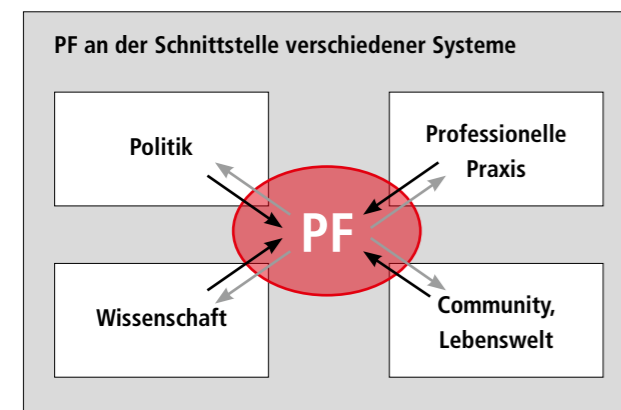 PF an der Schnittstelle verschiedener Systeme
Politik
Professionelle
Praxis
PF
Wissenschaft
Community,
Lebenswelt